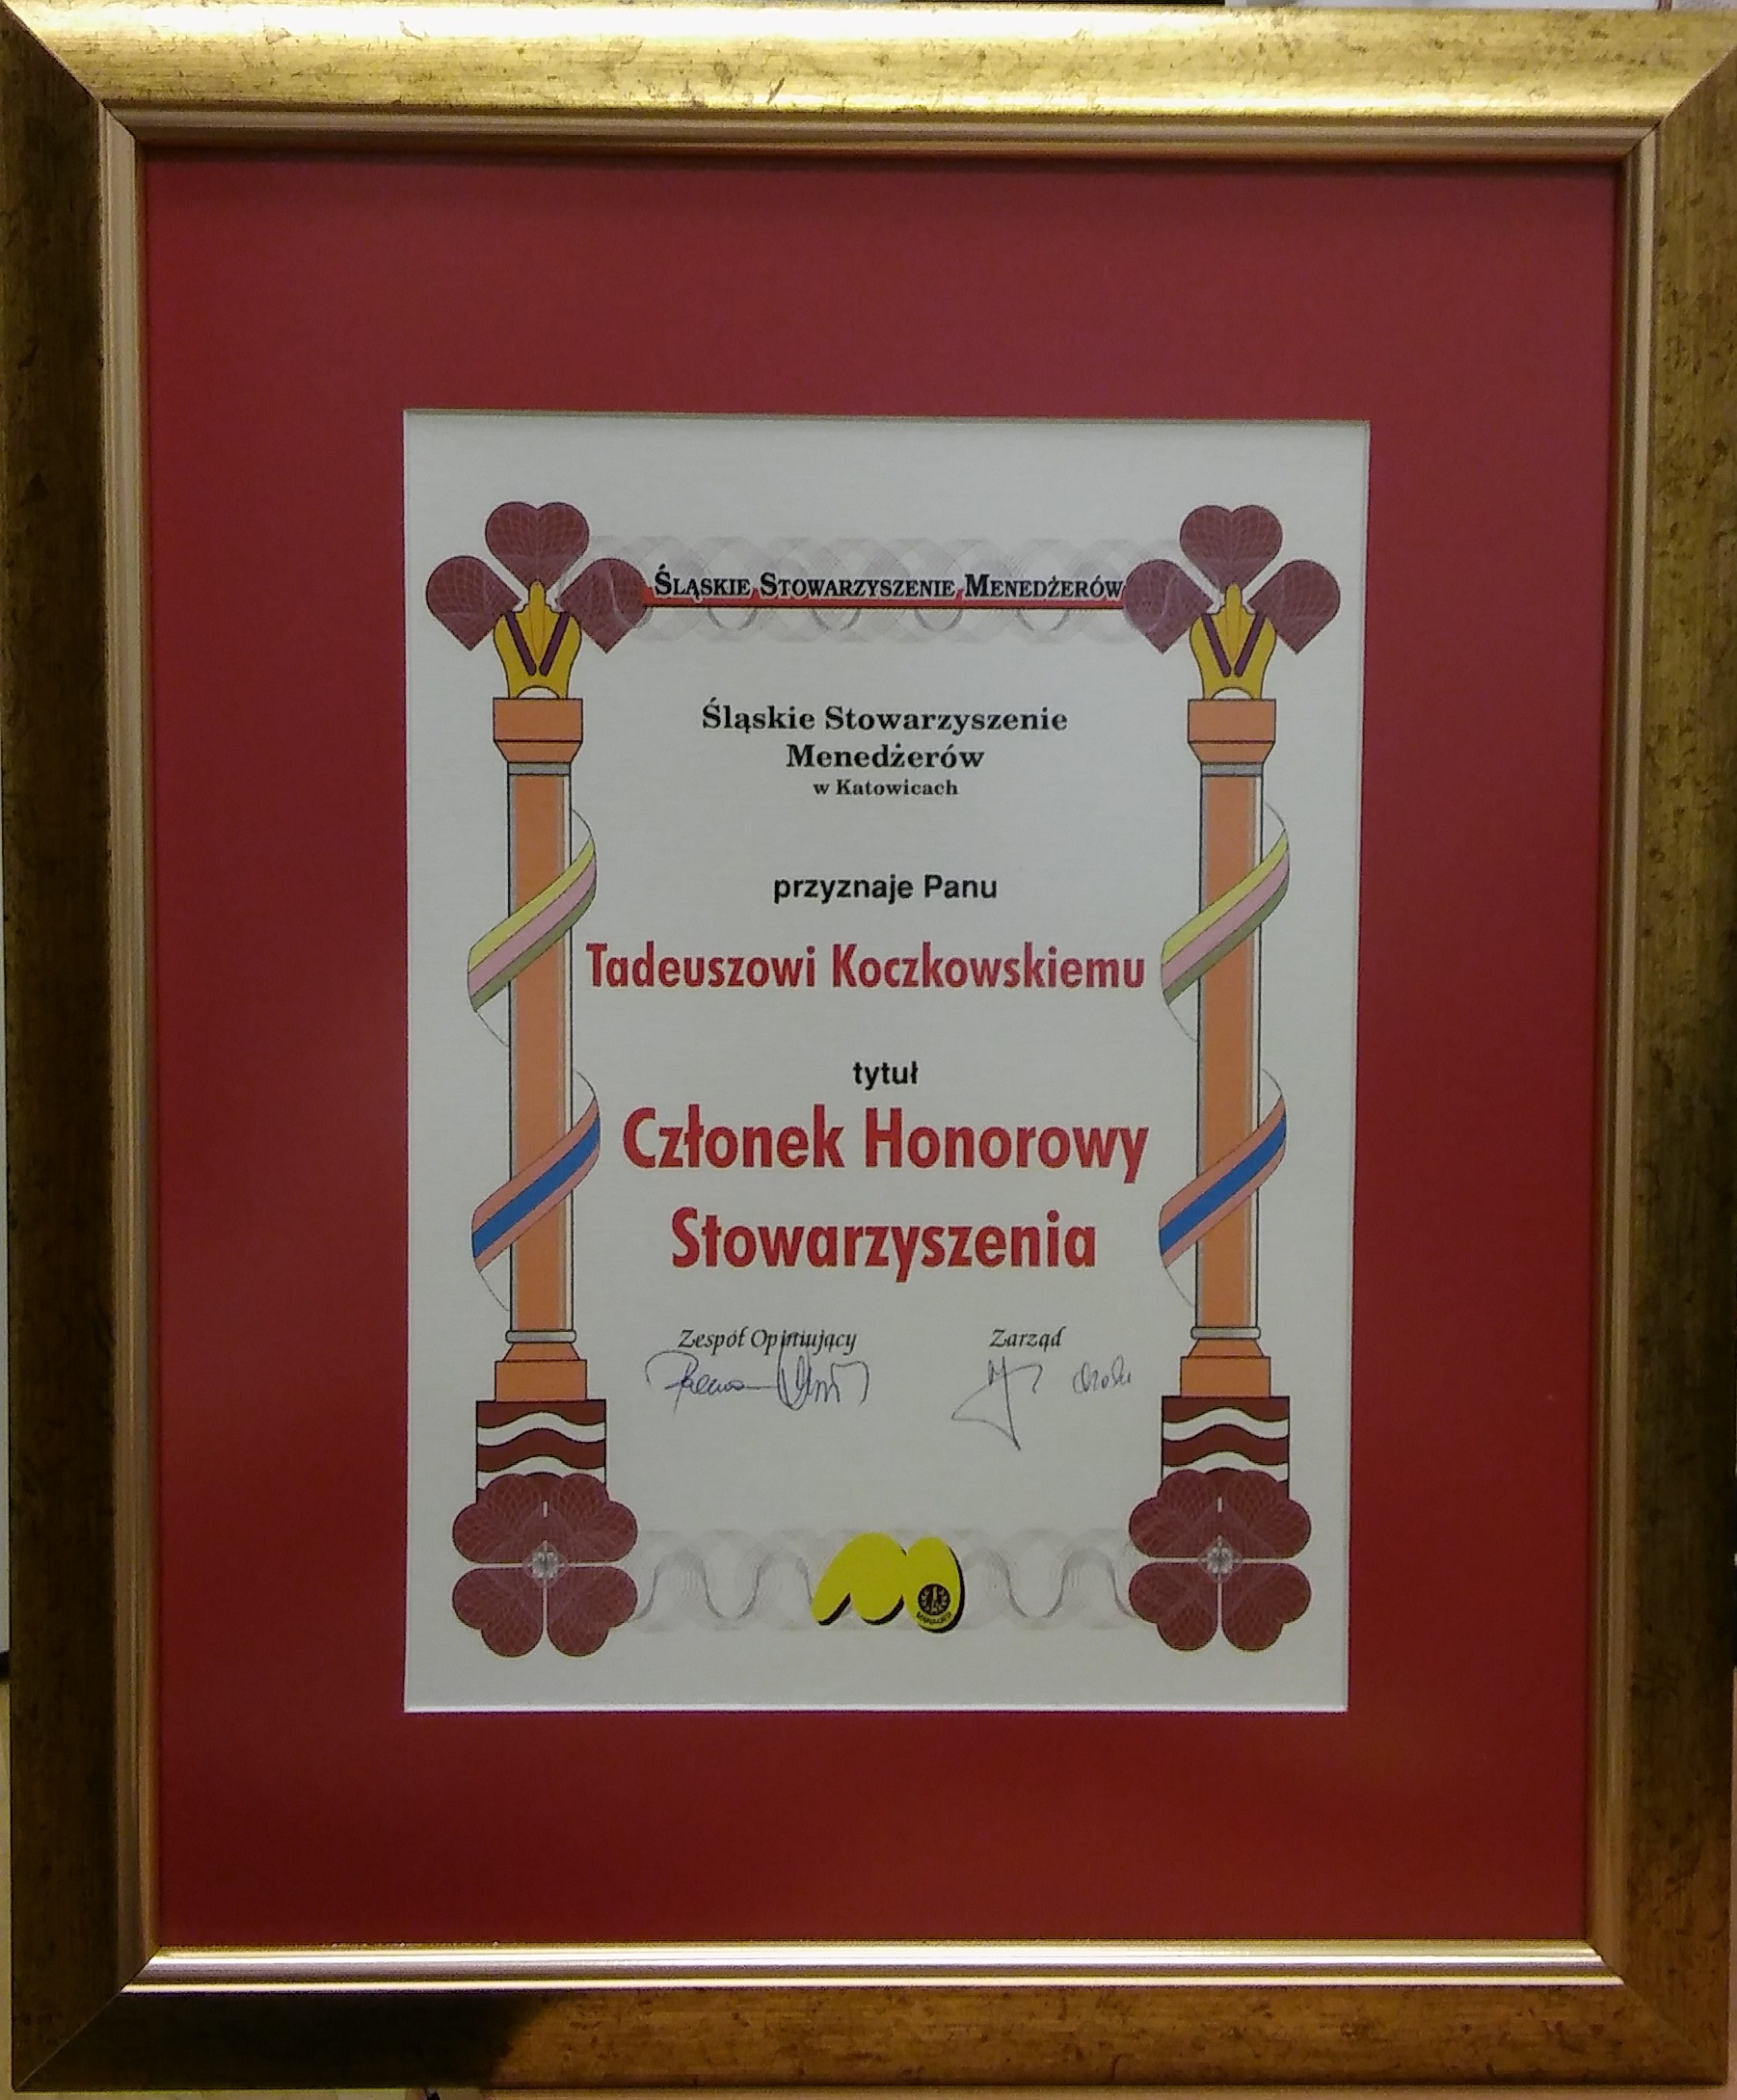 Śląskie Stowarzyszenie Menedżerów
Śląskie Stowarzyszenie
Menedżerów
w Katowicach
przyznaje Panu
Tadeuszowi Koczkowskiemu
tytuł
Członek Honorowy
Stowarzyszenia
Zespół Opiniujący
Zarząd